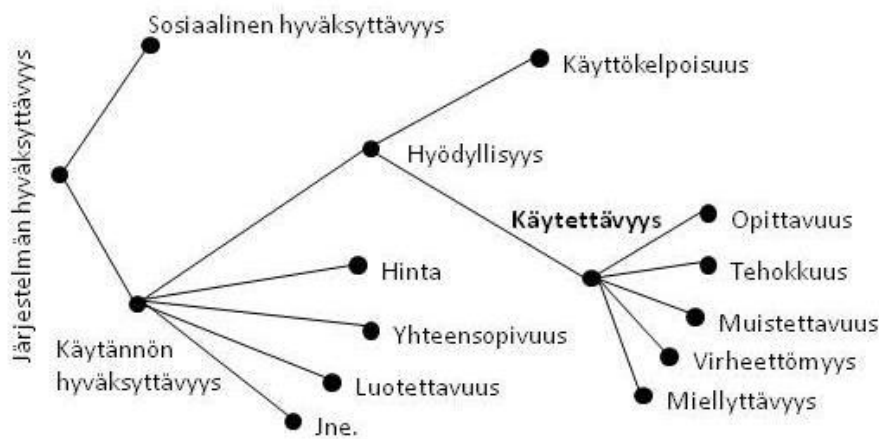 Järjestelmän hyväksyttävyys
Sosiaalinen hyväksyttävyys
Käyttökelpoisuus
Hyödyllisyys
Käytettävyys
Opittavuus
Tehokkuus
Muistettavuus
Virheettömyys
Miellyttävyys
Hinta
Yhteensopivuus
Luotettavuus
Jne.
Käytännön
hyväksyttävyys